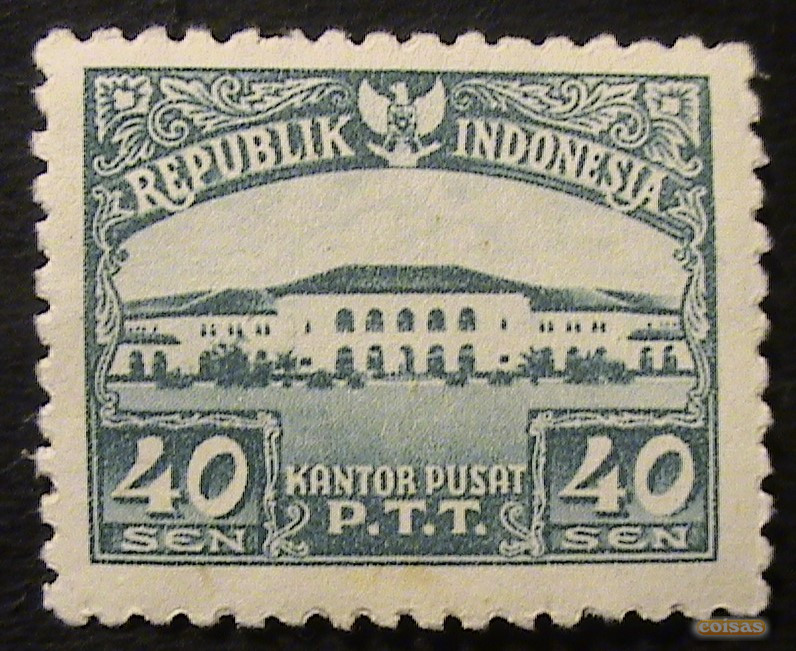 REPUBLIK INDONESIA
40 SEN
KANTOR PUSAT
P.T.T.
40 SEN
coisas